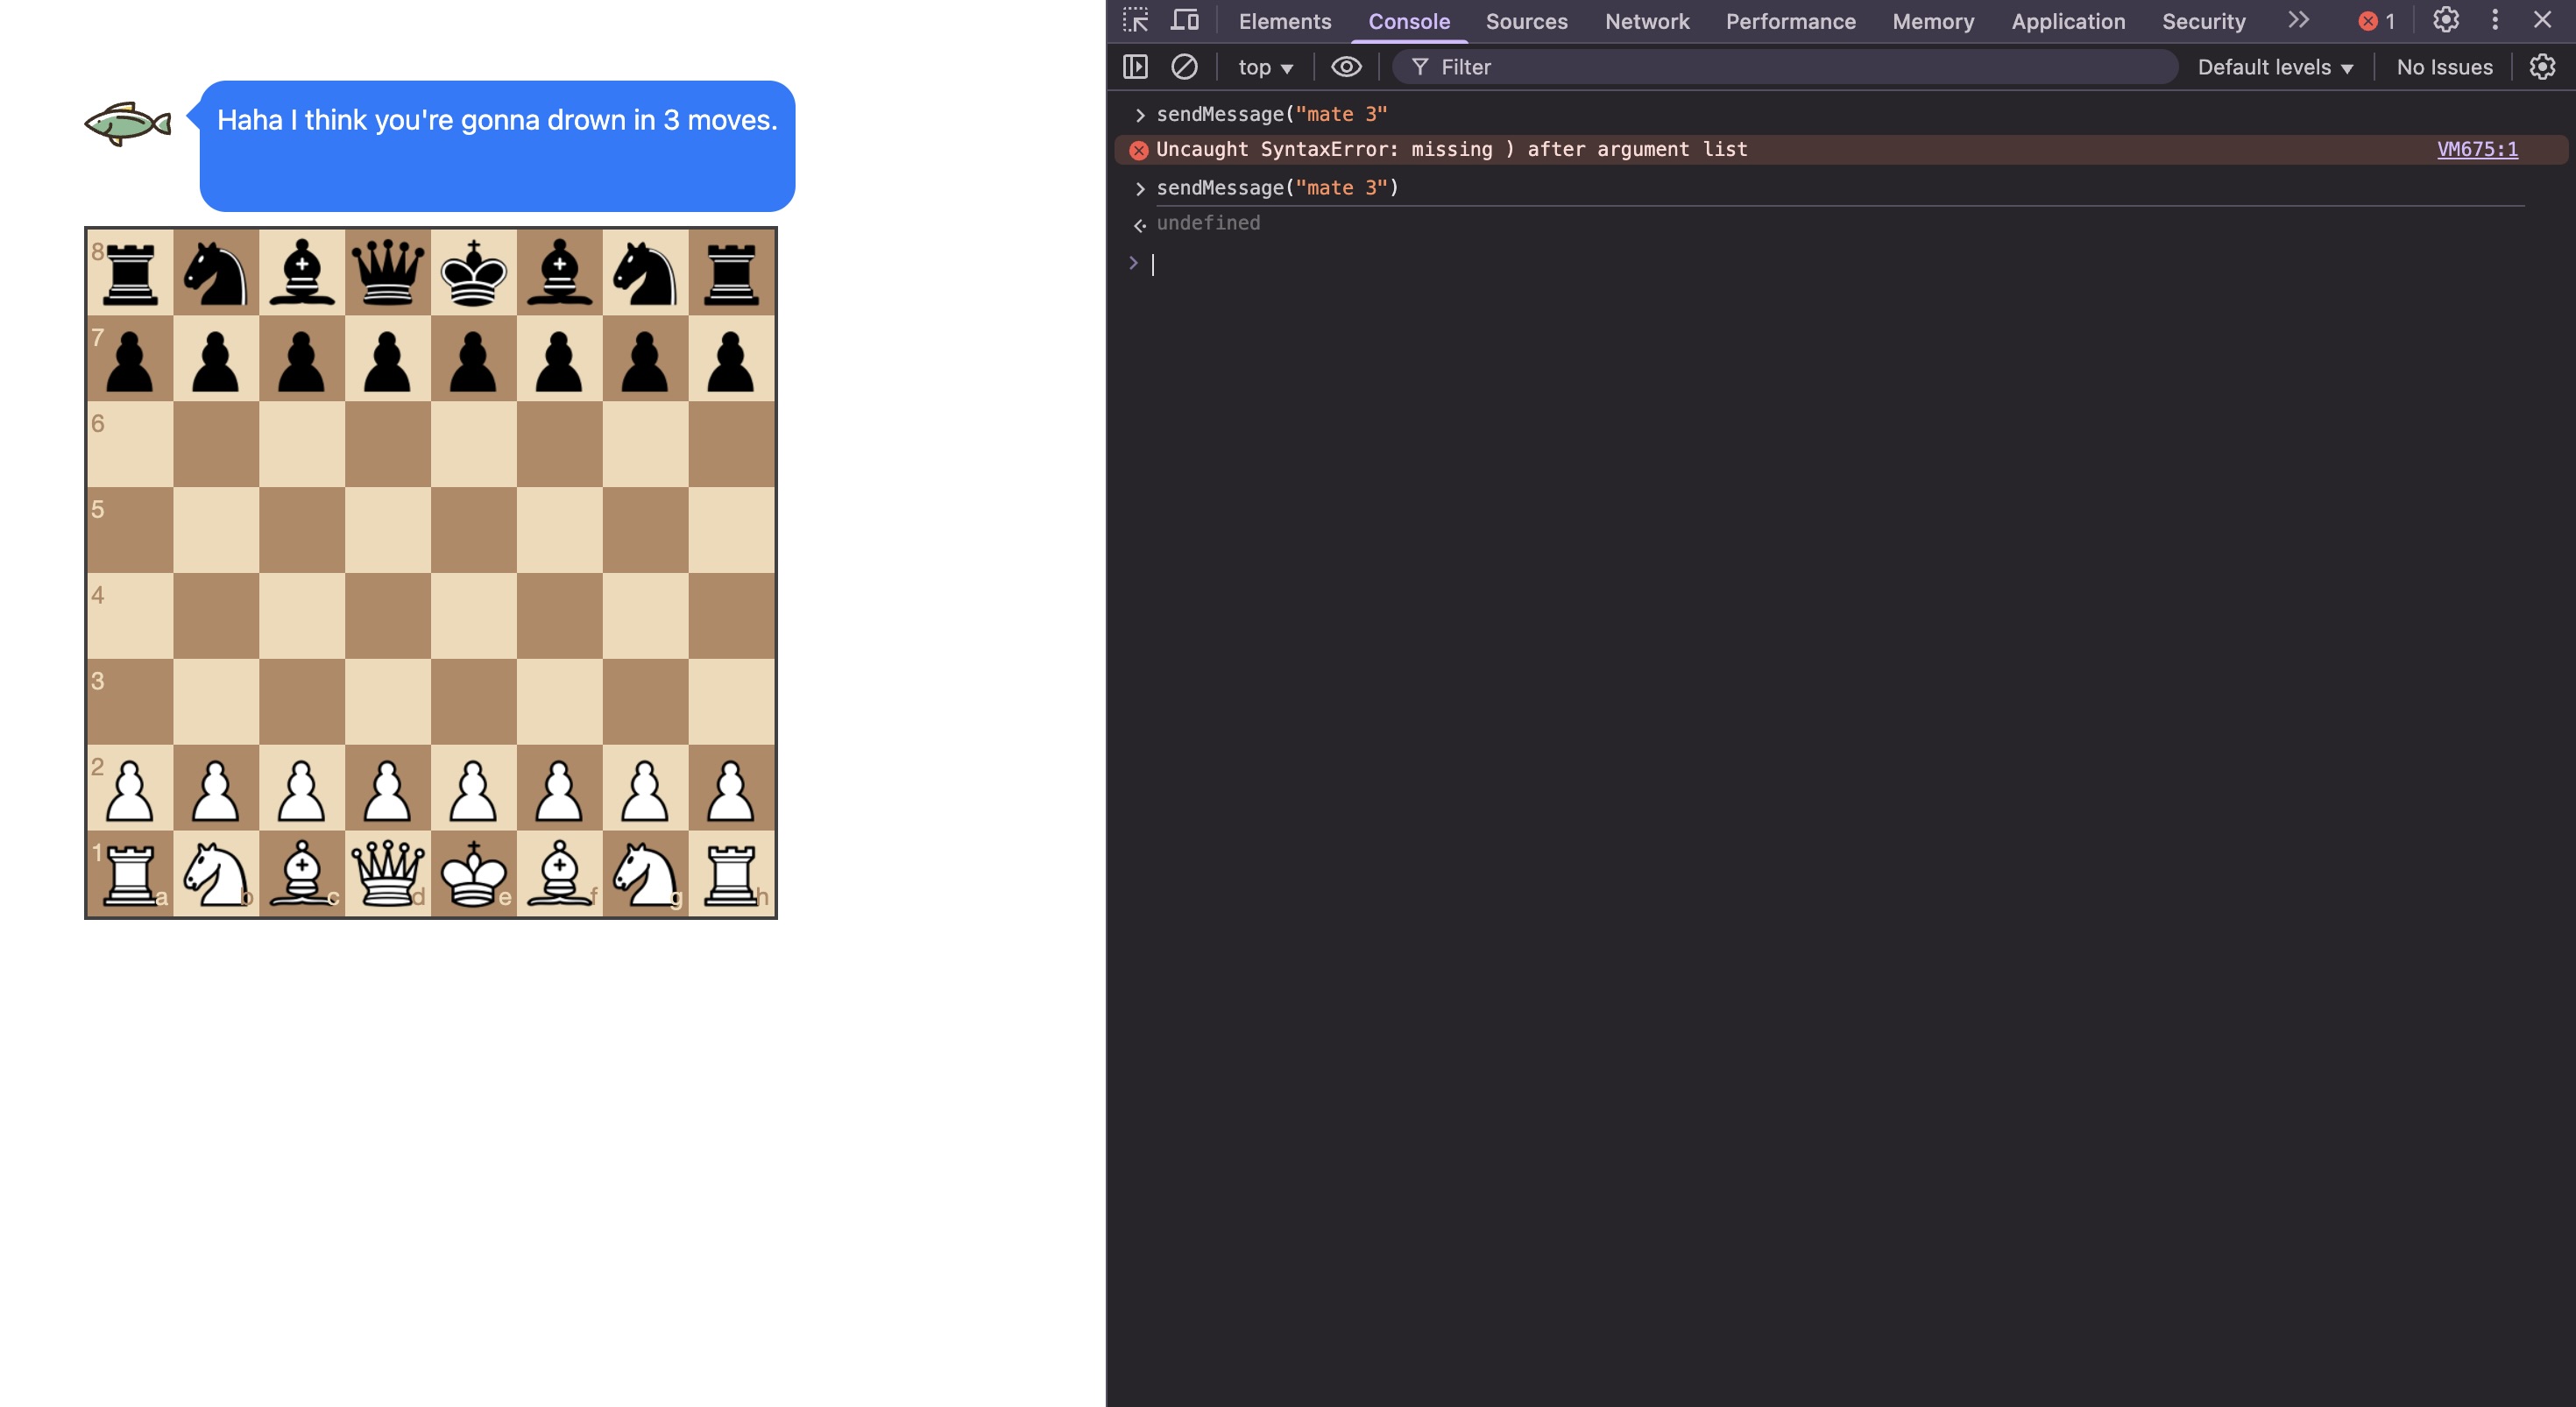 Haha I think you're gonna drown in 3 moves.
8
7
6
5
4
3
2
1
a b c d e f g h
Elements Console Sources Network Performance Memory Application Security 1
top Filter Default levels No Issues
sendMessage("mate 3"
Uncaught SyntaxError: missing ) after argument list VM675:1
sendMessage("mate 3")
undefined